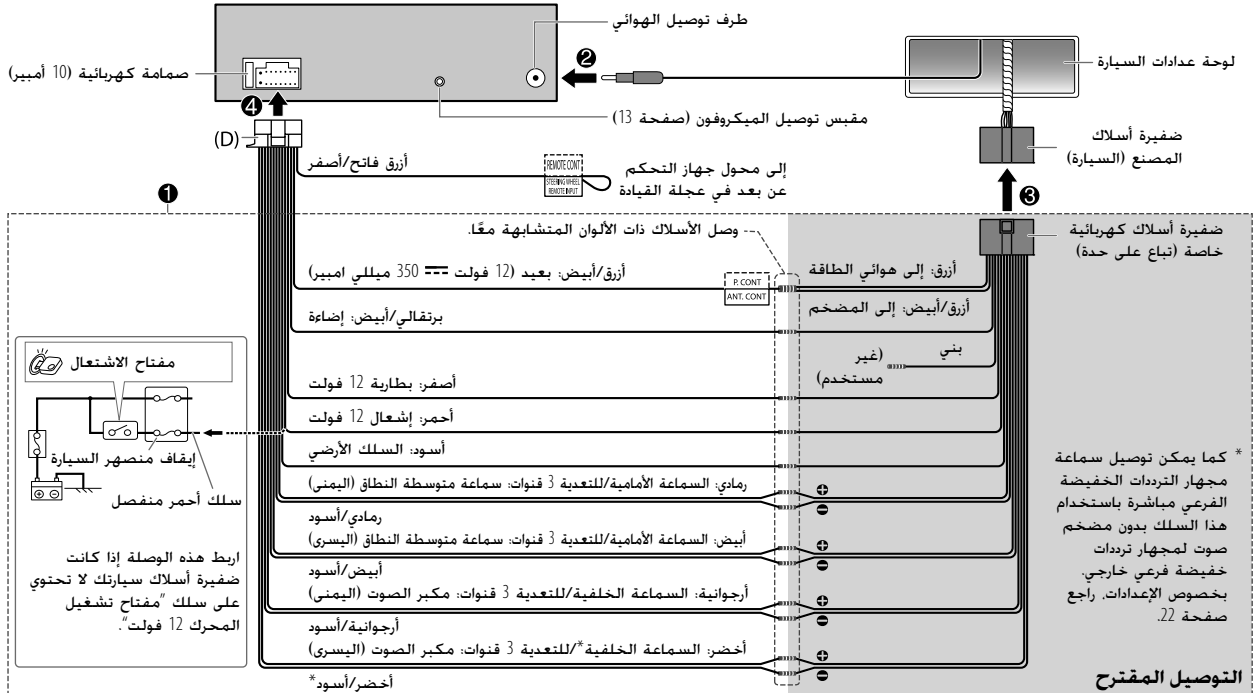 طرف توصيل الهوائي
صمامة كهربائية (10 أمبير)
لوحة عدادات السيارة
مقبس توصيل الميكروفون (صفحة 13)
ضفيرة أسلاك
المصنع (السيارة)
(D)
أزرق فاتح/أصفر
REMOTE CONT
STEERING WHEEL
REMOTE INPUT
إلى محول جهاز التحكم
عن بعد في عجلة القيادة
❷
❹
❸
❶
وصل الأسلاك ذات الألوان المتشابهة معًا.
ضفيرة أسلاك كهربائية
خاصة (تباع على حدة)
أزرق: إلى هوائي الطاقة
أزرق/أبيض: بعيد (12 فولت ⎓ 350 ميللي امبير)
P. CONT
ANT. CONT
أزرق/أبيض: إلى المضخم
برتقالي/أبيض: إضاءة
بني
(غير
مستخدم)
أصفر: بطارية 12 فولت
أحمر: إشعال 12 فولت
أسود: السلك الأرضي
رمادي: السماعة الأمامية/للتعدية 3 قنوات: سماعة متوسطة النطاق (اليمنى)
رمادي/أسود
أبيض: السماعة الأمامية/للتعدية 3 قنوات: سماعة متوسطة النطاق (اليسرى)
أبيض/أسود
أرجوانية: السماعة الخلفية/للتعدية 3 قنوات: مكبر الصوت (اليمنى)
أرجوانية/أسود
أخضر: السماعة الخلفية*/للتعدية 3 قنوات: مكبر الصوت (اليسرى)
أخضر/أسود*
مفتاح الاشتعال
إيقاف منصهر السيارة
سلك أحمر منفصل
اربط هذه الوصلة إذا كانت
ضفيرة أسلاك سيارتك لا تحتوي
على سلك "مفتاح تشغيل
المحرك 12 فولت".
* كما يمكن توصيل سماعة
مجهار الترددات الخفيضة
الفرعي مباشرة باستخدام
هذا السلك بدون مضخم
صوت لمجهار ترددات
خفيضة فرعي خارجي.
بخصوص الإعدادات، راجع
صفحة 22.
التوصيل المقترح